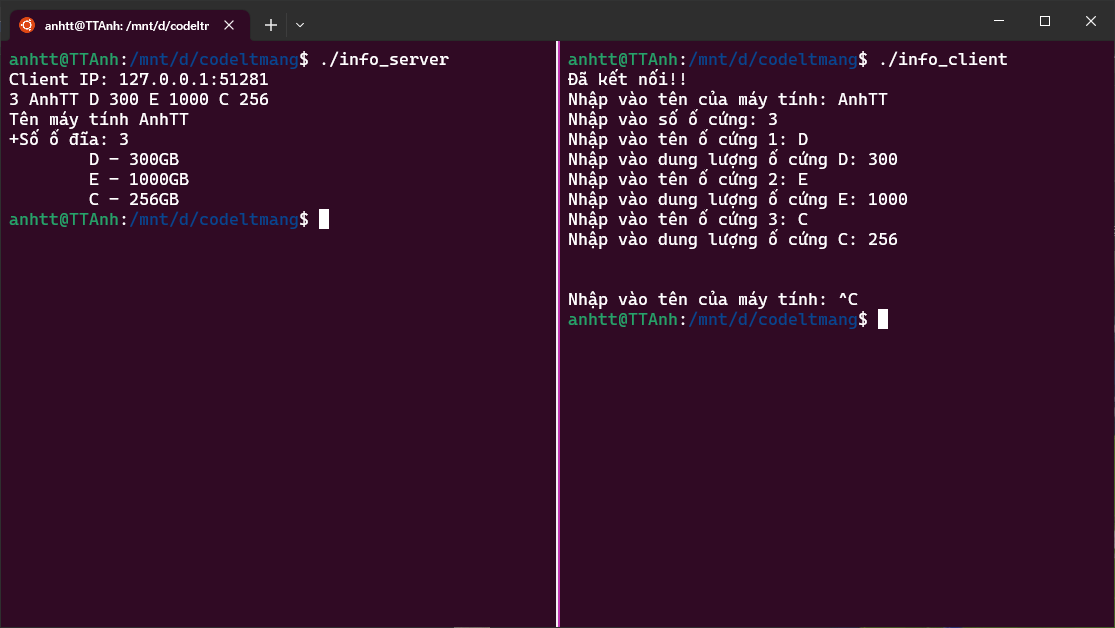 anhtt@TTAnh: /mnt/d/codeltr
anhtt@TTAnh:/mnt/d/codeltmang$ ./info_server
Client IP: 127.0.0.1:51281
3 AnhTT D 300 E 1000 C 256
Tên máy tính AnhTT
+Số ổ đĩa: 3
D – 300GB
E – 1000GB
C – 256GB
anhtt@TTAnh:/mnt/d/codeltmang$
anhtt@TTAnh:/mnt/d/codeltmang$ ./info_client
Đã kết nối!!
Nhập vào tên của máy tính: AnhTT
Nhập vào số ổ cứng: 3
Nhập vào tên ổ cứng 1: D
Nhập vào dung lượng ổ cứng D: 300
Nhập vào tên ổ cứng 2: E
Nhập vào dung lượng ổ cứng E: 1000
Nhập vào tên ổ cứng 3: C
Nhập vào dung lượng ổ cứng C: 256
Nhập vào tên của máy tính: ^C
anhtt@TTAnh:/mnt/d/codeltmang$